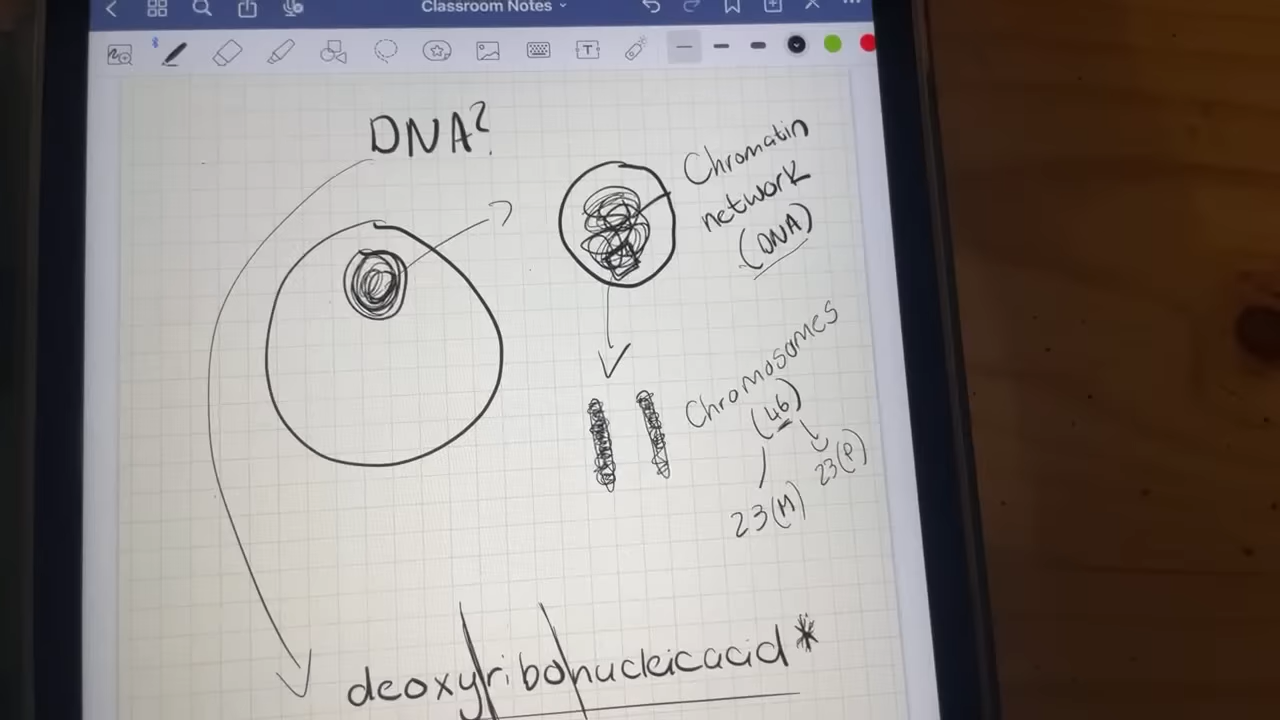 Classroom Notes
T
DNA?
Chromatin
network
(DNA)
Chromosomes
(46)
23(P)
23(M)
deoxyribonucleicacid*